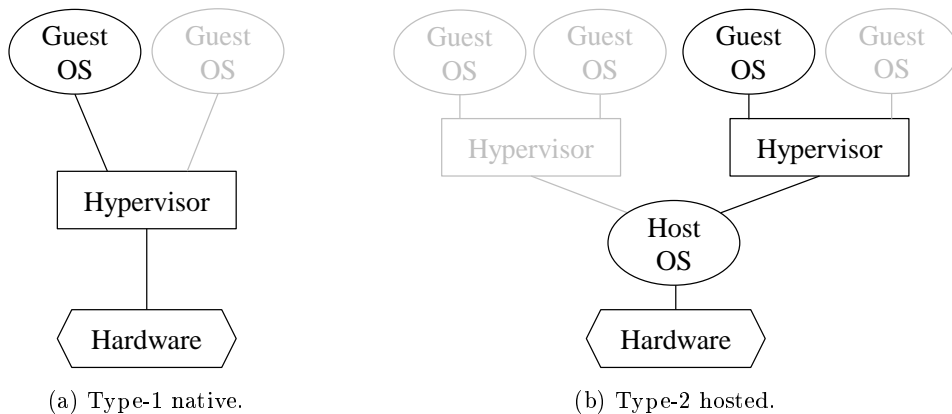 Guest
OS
Guest
OS
Hypervisor
Hardware
(a) Type-1 native.
Guest
OS
Guest
OS
Guest
OS
Guest
OS
Hypervisor
Hypervisor
Host
OS
Hardware
(b) Type-2 hosted.